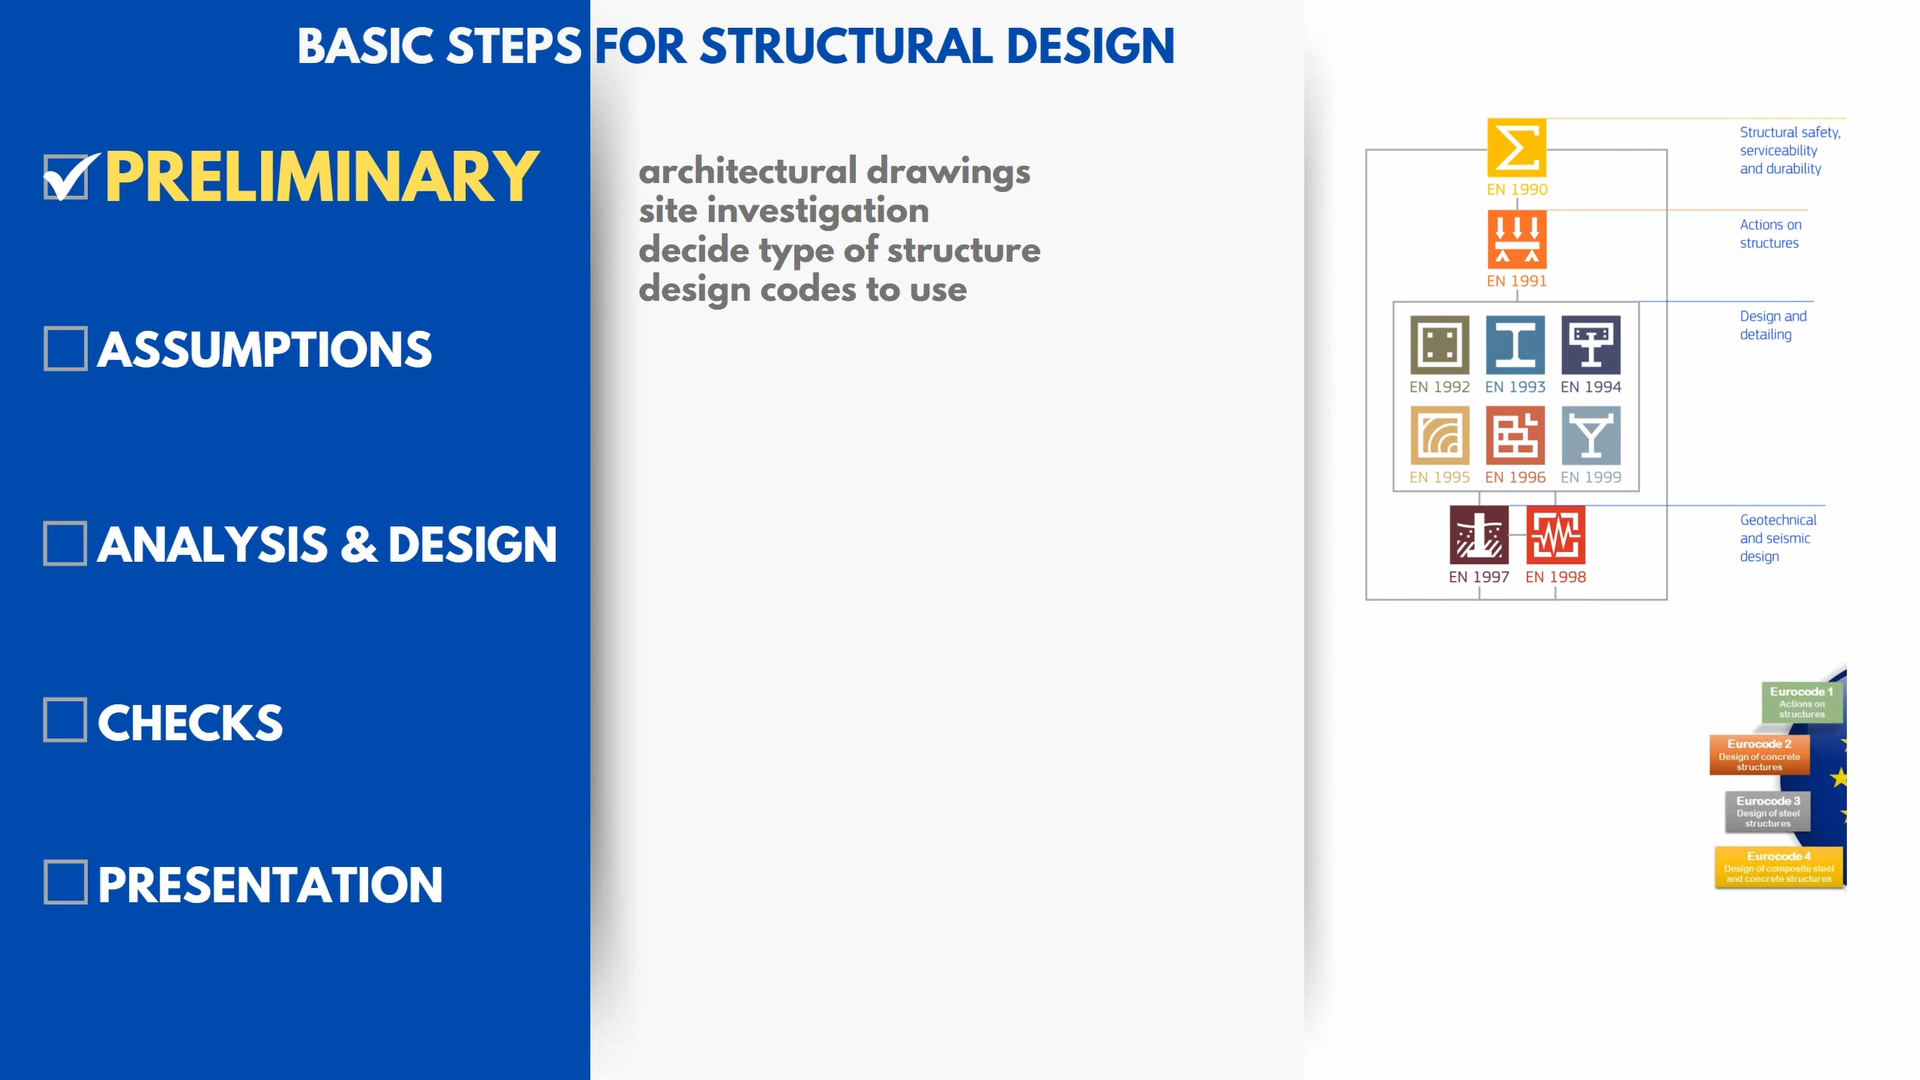 BASIC STEPS FOR STRUCTURAL DESIGN
PRELIMINARY
ASSUMPTIONS
ANALYSIS & DESIGN
CHECKS
PRESENTATION
architectural drawings
site investigation
decide type of structure
design codes to use
EN 1990
Structural safety,
serviceability
and durability
EN 1991
Actions on
structures
Design and
detailing
EN 1992 EN 1993 EN 1994
EN 1995 EN 1996 EN 1999
EN 1997 EN 1998
Geotechnical
and seismic
design
Eurocode 1
Actions on
structures
Eurocode 2
Design of concrete
structures
Eurocode 3
Design of steel
structures
Eurocode 4
Design of composite steel
and concrete structures